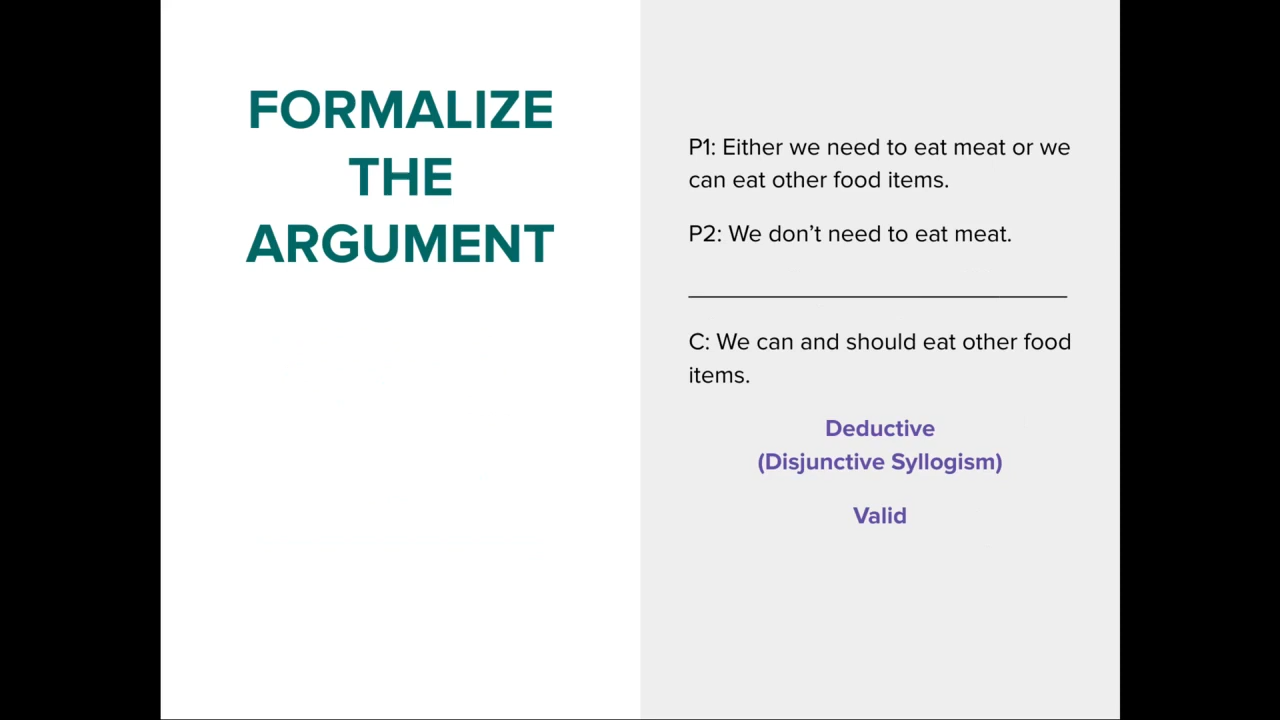 FORMALIZE
THE
ARGUMENT
P1: Either we need to eat meat or we
can eat other food items.
P2: We don’t need to eat meat.
C: We can and should eat other food
items.
Deductive
(Disjunctive Syllogism)
Valid